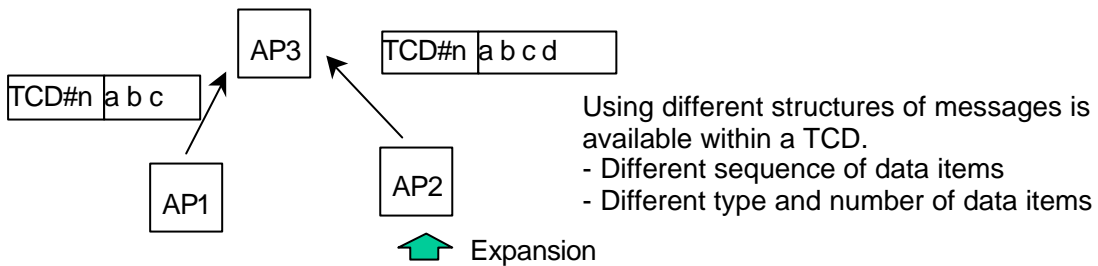 AP3
TCD#n a b c d
TCD#n a b c
Using different structures of messages is
available within a TCD.
- Different sequence of data items
- Different type and number of data items
AP1
AP2
Expansion